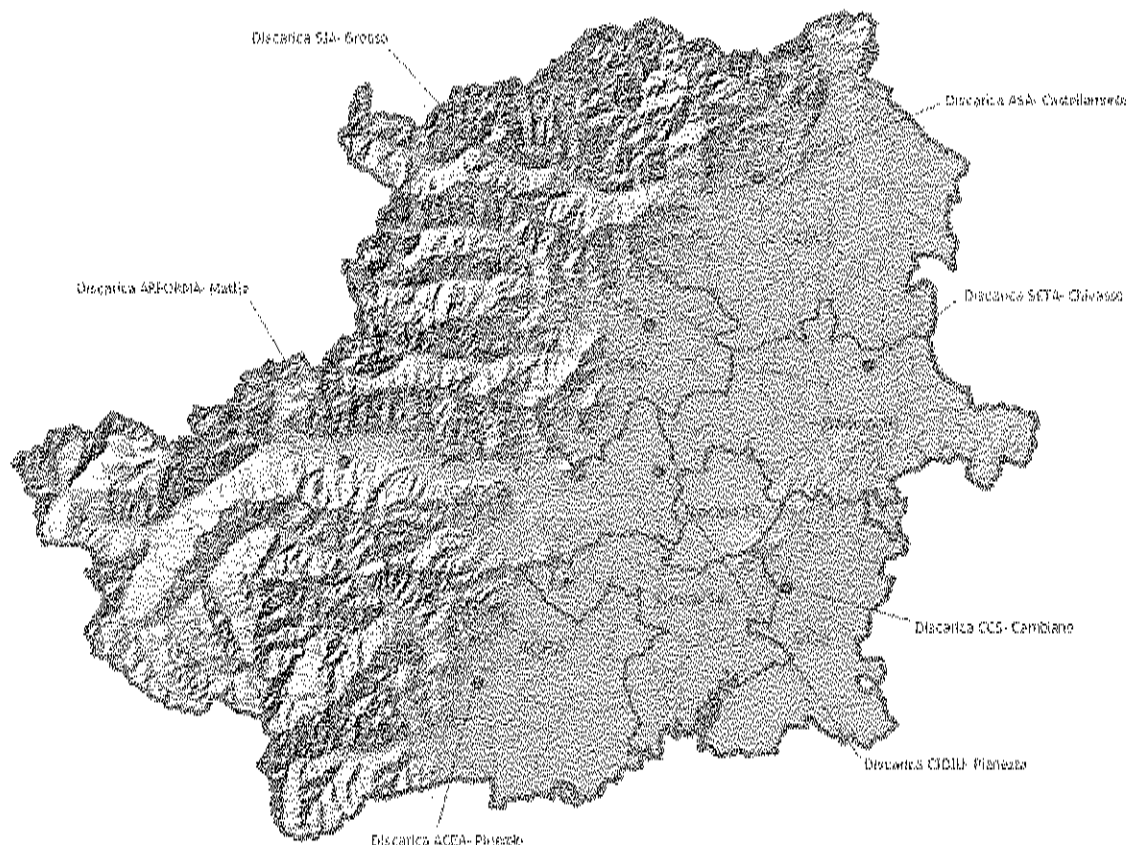 Discarica SIA- Grosso
Discarica ASA- Castellamonte
Discarica ARFORMA- Mattie
Discarica SETA- Chivasso
Discarica CCS- Cambiano
Discarica CIDIU- Pianezza
Discarica ACEA- Pinerolo